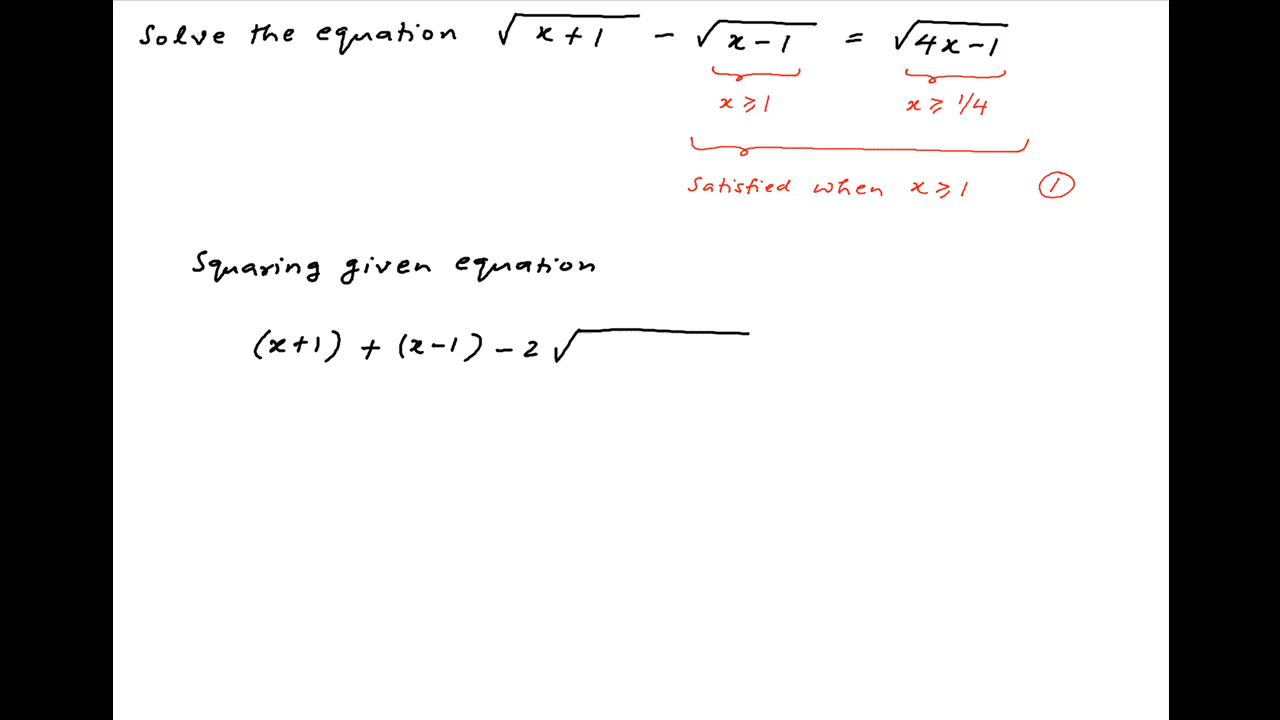 Solve the equation √(x+1) − √(x−1) = √(4x−1)
x ⩾ 1 x ⩾ 1/4
Satisfied when x ⩾ 1 ①
Squaring given equation
(x+1) + (x−1) − 2 √